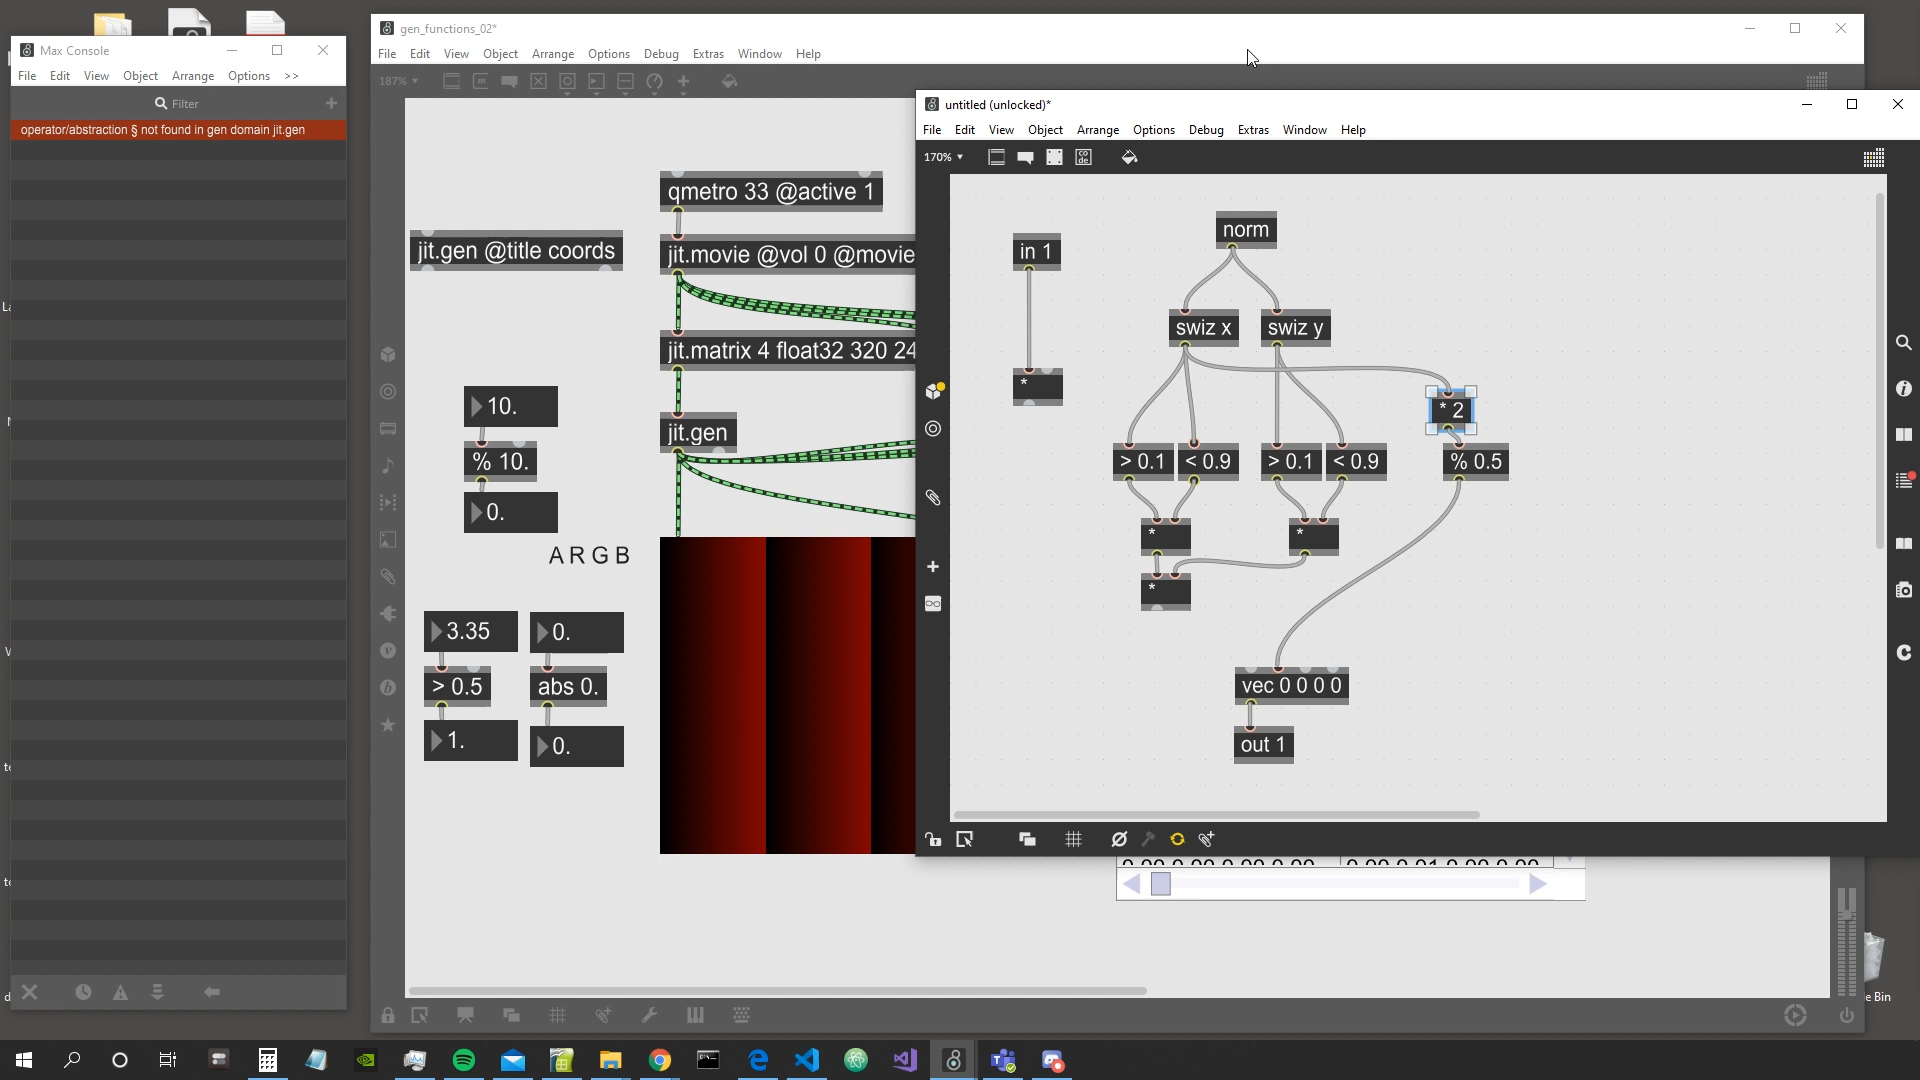 Max Console
File Edit View Object Arrange Options >>
Filter
operator/abstraction § not found in gen domain jit.gen
gen_functions_02*
File Edit View Object Arrange Options Debug Extras Window Help
187%
qmetro 33 @active 1
jit.gen @title coords
jit.movie @vol 0 @movie
jit.matrix 4 float32 320 24
jit.gen
10.
% 10.
0.
A R G B
3.35
0.
> 0.5
abs 0.
1.
0.
untitled (unlocked)*
File Edit View Object Arrange Options Debug Extras Window Help
170%
norm
in 1
swiz x
swiz y
*
* 2
> 0.1
< 0.9
> 0.1
< 0.9
% 0.5
*
*
*
vec 0 0 0 0
out 1
e Bin